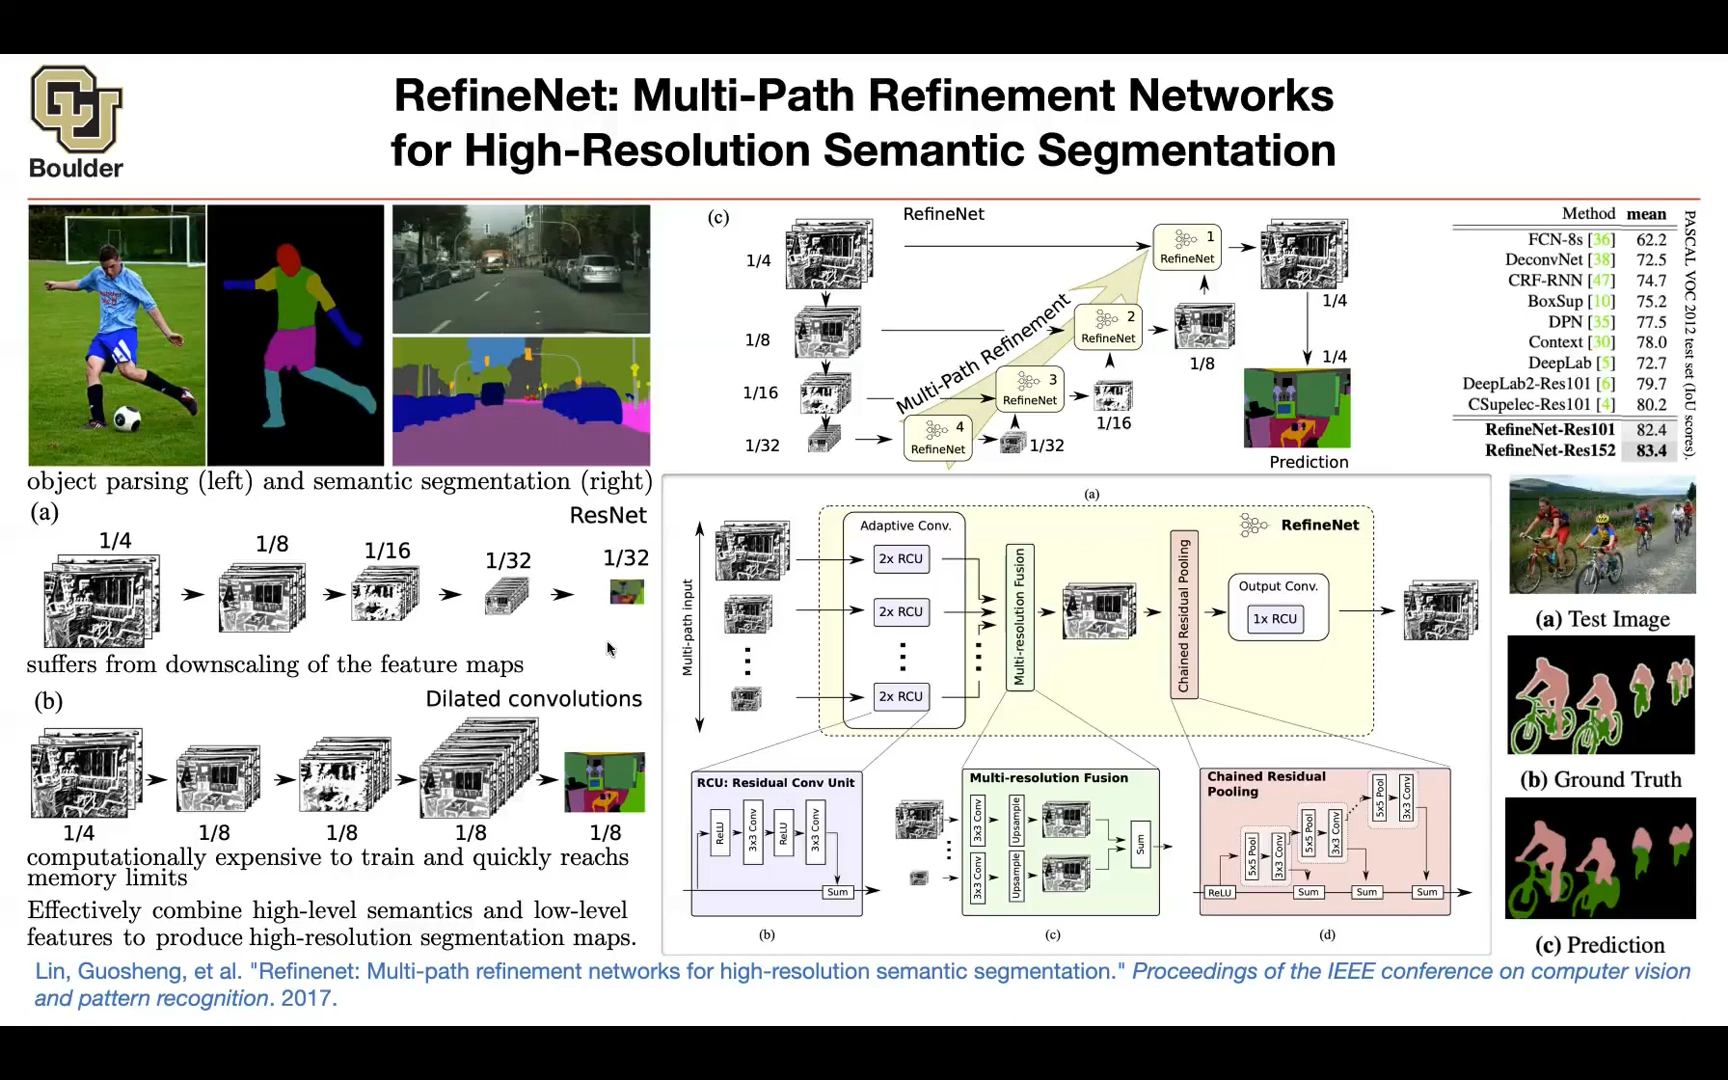 Boulder
RefineNet: Multi-Path Refinement Networks
for High-Resolution Semantic Segmentation
object parsing (left) and semantic segmentation (right)
(a)
ResNet
1/4
1/8
1/16
1/32
1/32
suffers from downscaling of the feature maps
(b)
Dilated convolutions
1/4
1/8
1/8
1/8
1/8
computationally expensive to train and quickly reaches
memory limits
Effectively combine high-level semantics and low-level
features to produce high-resolution segmentation maps.
(c)
RefineNet
1/4
1/8
1/16
1/32
Multi-Path Refinement
1
RefineNet
2
RefineNet
3
RefineNet
4
RefineNet
1/32
1/16
1/8
1/4
1/4
Prediction
Method mean
FCN-8s [36] 62.2
DeconvNet [38] 72.5
CRF-RNN [47] 74.7
BoxSup [10] 75.2
DPN [35] 77.5
Context [30] 78.0
DeepLab [5] 72.7
DeepLab2-Res101 [6] 79.7
CSupelec-Res101 [4] 80.2
RefineNet-Res101 82.4
RefineNet-Res152 83.4
PASCAL VOC 2012 test set (IoU scores).
(a)
Multi-path input
Adaptive Conv.
2x RCU
2x RCU
2x RCU
Multi-resolution Fusion
Chained Residual Pooling
RefineNet
Output Conv.
1x RCU
RCU: Residual Conv Unit
ReLU
3x3 Conv
ReLU
3x3 Conv
Sum
(b)
Multi-resolution Fusion
3x3 Conv
Upsample
3x3 Conv
Upsample
Sum
(c)
Chained Residual
Pooling
ReLU
5x5 Pool
3x3 Conv
5x5 Pool
3x3 Conv
5x5 Pool
3x3 Conv
Sum
Sum
Sum
(d)
(a) Test Image
(b) Ground Truth
(c) Prediction
Lin, Guosheng, et al. "Refinenet: Multi-path refinement networks for high-resolution semantic segmentation." Proceedings of the IEEE conference on computer vision
and pattern recognition. 2017.